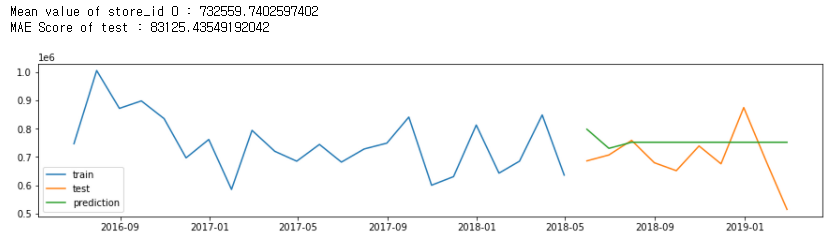 Mean value of store_id 0 : 732559.7402597402
MAE Score of test : 83125.43549192042
1e6
1.0
0.9
0.8
0.7
0.6
0.5
train
test
prediction
2016-09 2017-01 2017-05 2017-09 2018-01 2018-05 2018-09 2019-01